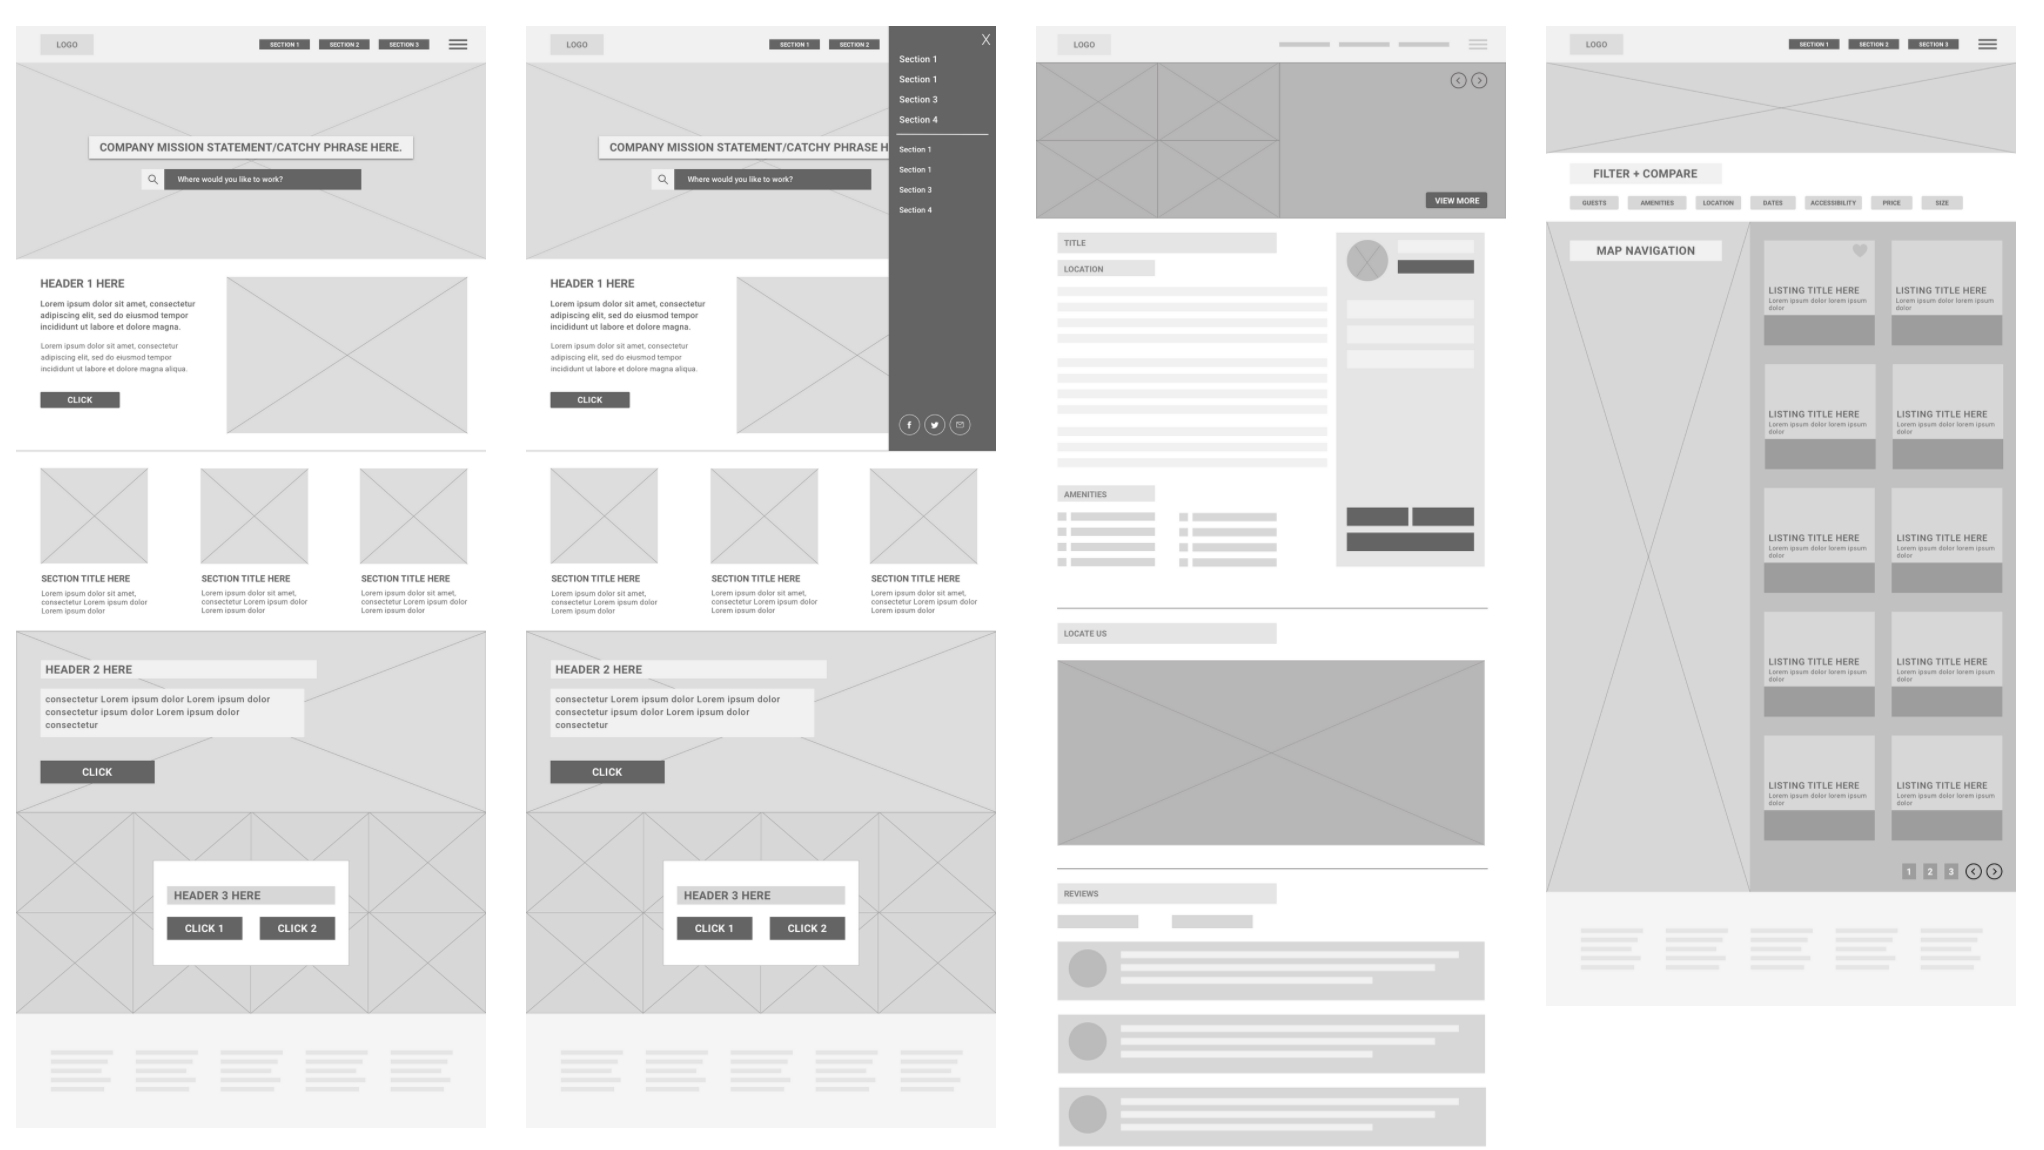 LOGO
SECTION 1
SECTION 2
SECTION 3
COMPANY MISSION STATEMENT/CATCHY PHRASE HERE.
Where would you like to work?
HEADER 1 HERE
Lorem ipsum dolor sit amet, consectetur
adipiscing elit, sed do eiusmod tempor
incididunt ut labore et dolore magna.
Lorem ipsum dolor sit amet, consectetur
adipiscing elit, sed do eiusmod tempor
incididunt ut labore et dolore magna aliqua.
CLICK
SECTION TITLE HERE
Lorem ipsum dolor sit amet,
consectetur Lorem ipsum dolor
Lorem ipsum dolor
SECTION TITLE HERE
Lorem ipsum dolor sit amet,
consectetur Lorem ipsum dolor
Lorem ipsum dolor
SECTION TITLE HERE
Lorem ipsum dolor sit amet,
consectetur Lorem ipsum dolor
Lorem ipsum dolor
HEADER 2 HERE
consectetur Lorem ipsum dolor Lorem ipsum dolor
consectetur ipsum dolor Lorem ipsum dolor
consectetur
CLICK
HEADER 3 HERE
CLICK 1
CLICK 2
LOGO
SECTION 1
SECTION 2
X
Section 1
Section 1
Section 3
Section 4
Section 1
Section 1
Section 3
Section 4
COMPANY MISSION STATEMENT/CATCHY PHRASE H
Where would you like to work?
HEADER 1 HERE
Lorem ipsum dolor sit amet, consectetur
adipiscing elit, sed do eiusmod tempor
incididunt ut labore et dolore magna.
Lorem ipsum dolor sit amet, consectetur
adipiscing elit, sed do eiusmod tempor
incididunt ut labore et dolore magna aliqua.
CLICK
SECTION TITLE HERE
Lorem ipsum dolor sit amet,
consectetur Lorem ipsum dolor
Lorem ipsum dolor
SECTION TITLE HERE
Lorem ipsum dolor sit amet,
consectetur Lorem ipsum dolor
Lorem ipsum dolor
SECTION TITLE HERE
Lorem ipsum dolor sit amet,
consectetur Lorem ipsum dolor
Lorem ipsum dolor
HEADER 2 HERE
consectetur Lorem ipsum dolor Lorem ipsum dolor
consectetur ipsum dolor Lorem ipsum dolor
consectetur
CLICK
HEADER 3 HERE
CLICK 1
CLICK 2
LOGO
VIEW MORE
TITLE
LOCATION
AMENITIES
LOCATE US
REVIEWS
LOGO
SECTION 1
SECTION 2
SECTION 3
FILTER + COMPARE
GUESTS
AMENITIES
LOCATION
DATES
ACCESSIBILITY
PRICE
SIZE
MAP NAVIGATION
LISTING TITLE HERE
Lorem ipsum dolor lorem ipsum
dolor
LISTING TITLE HERE
Lorem ipsum dolor lorem ipsum
dolor
LISTING TITLE HERE
Lorem ipsum dolor lorem ipsum
dolor
LISTING TITLE HERE
Lorem ipsum dolor lorem ipsum
dolor
LISTING TITLE HERE
Lorem ipsum dolor lorem ipsum
dolor
LISTING TITLE HERE
Lorem ipsum dolor lorem ipsum
dolor
LISTING TITLE HERE
Lorem ipsum dolor lorem ipsum
dolor
LISTING TITLE HERE
Lorem ipsum dolor lorem ipsum
dolor
LISTING TITLE HERE
Lorem ipsum dolor lorem ipsum
dolor
LISTING TITLE HERE
Lorem ipsum dolor lorem ipsum
dolor
1 2 3